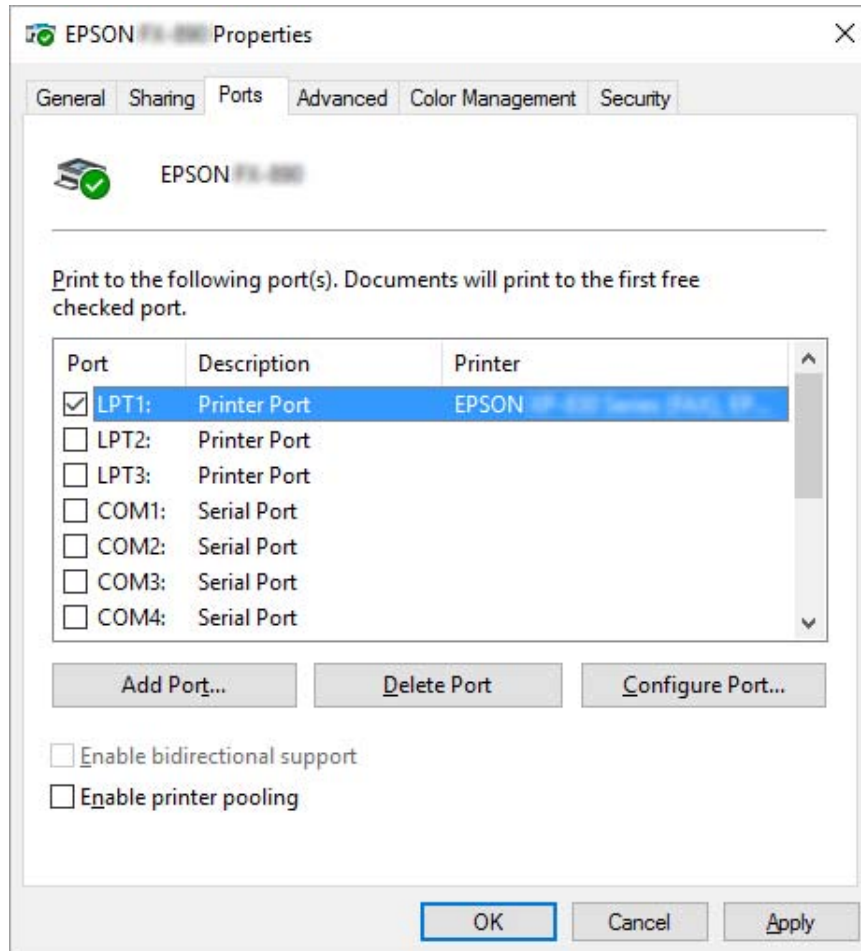 EPSON Properties
General Sharing Ports Advanced Color Management Security
EPSON
Print to the following port(s). Documents will print to the first free
checked port.
Port Description Printer
LPT1: Printer Port EPSON
LPT2: Printer Port
LPT3: Printer Port
COM1: Serial Port
COM2: Serial Port
COM3: Serial Port
COM4: Serial Port
Add Port... Delete Port Configure Port...
Enable bidirectional support
Enable printer pooling
OK Cancel Apply